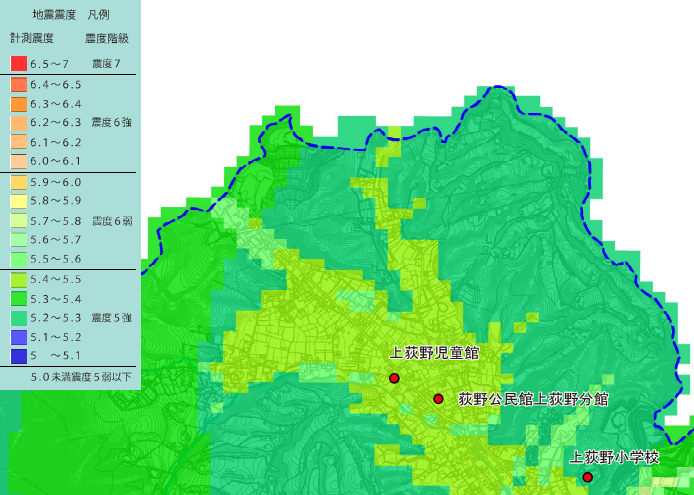 地震震度 凡例
計測震度 震度階級
6.5～7 震度7
6.4～6.5
6.3～6.4
6.2～6.3 震度6強
6.1～6.2
6.0～6.1
5.9～6.0
5.8～5.9
5.7～5.8 震度6弱
5.6～5.7
5.5～5.6
5.4～5.5
5.3～5.4
5.2～5.3 震度5強
5.1～5.2
5 ～5.1
5.0未満震度5弱以下
上荻野児童館
荻野公民館上荻野分館
上荻野小学校